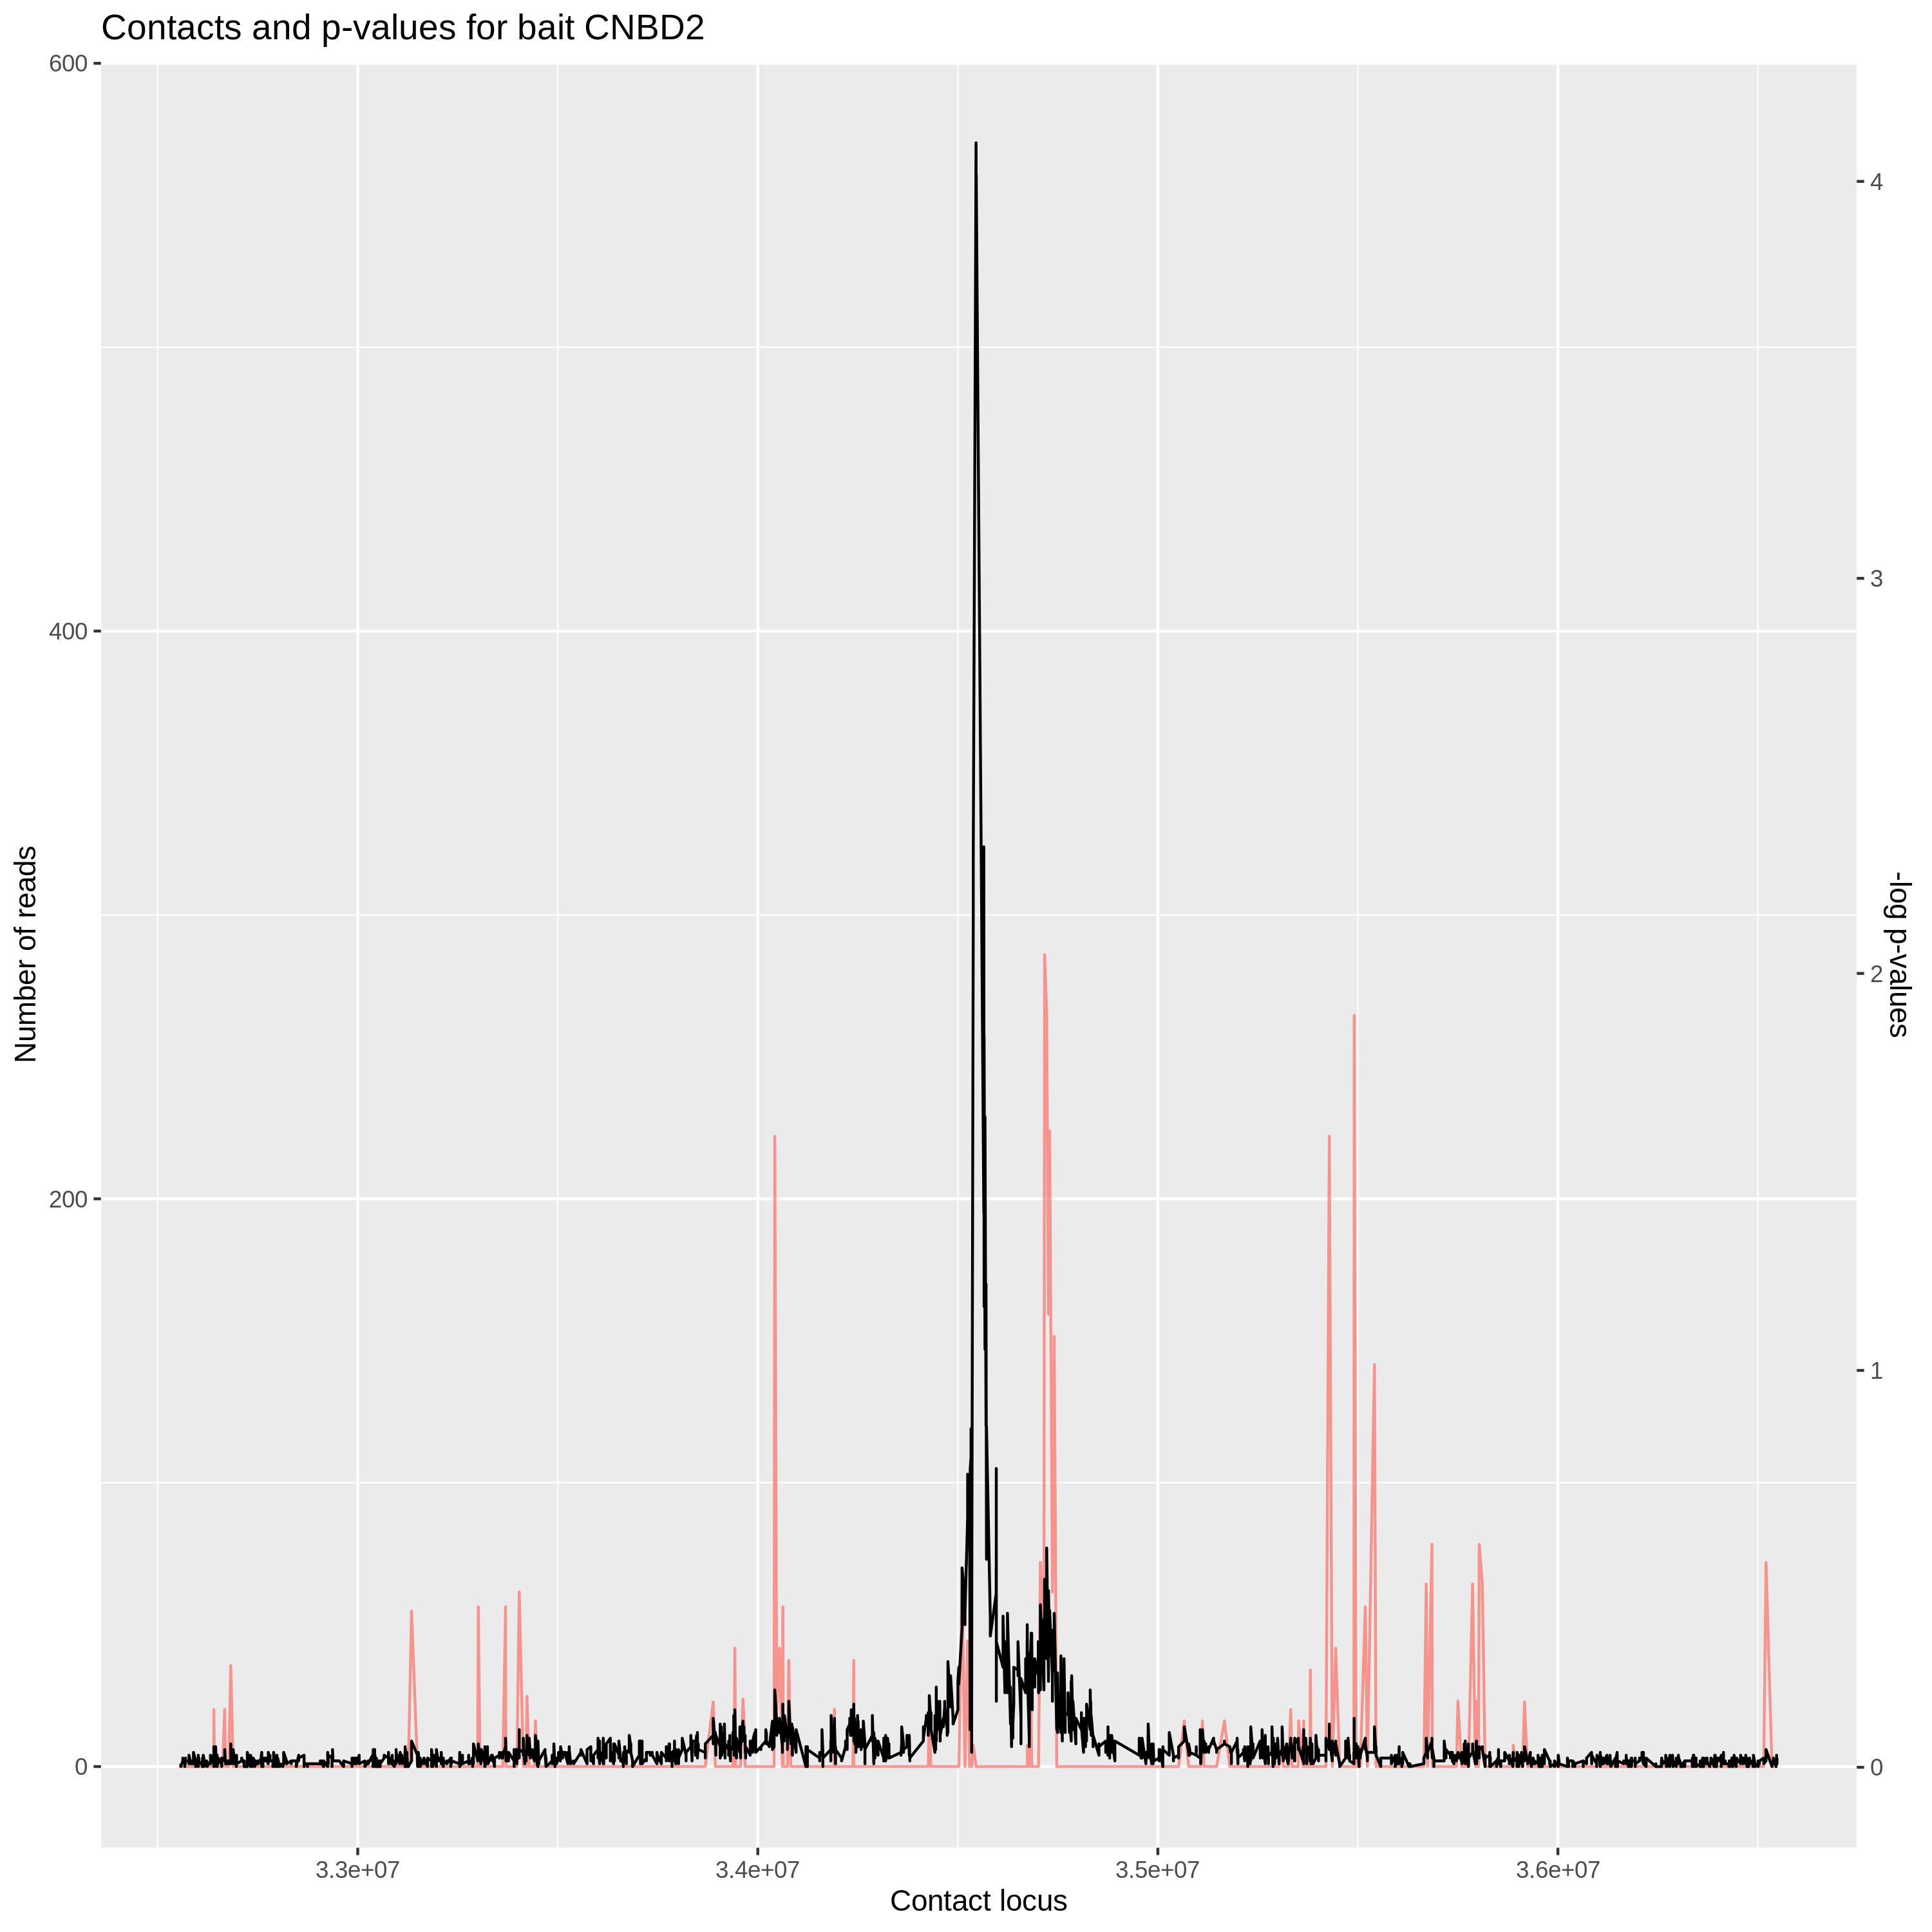 Contacts and p-values for bait CNBD2
600
400
200
0
Number of reads
4
3
2
1
0
-log p-values
3.3e+07
3.4e+07
3.5e+07
3.6e+07
Contact locus